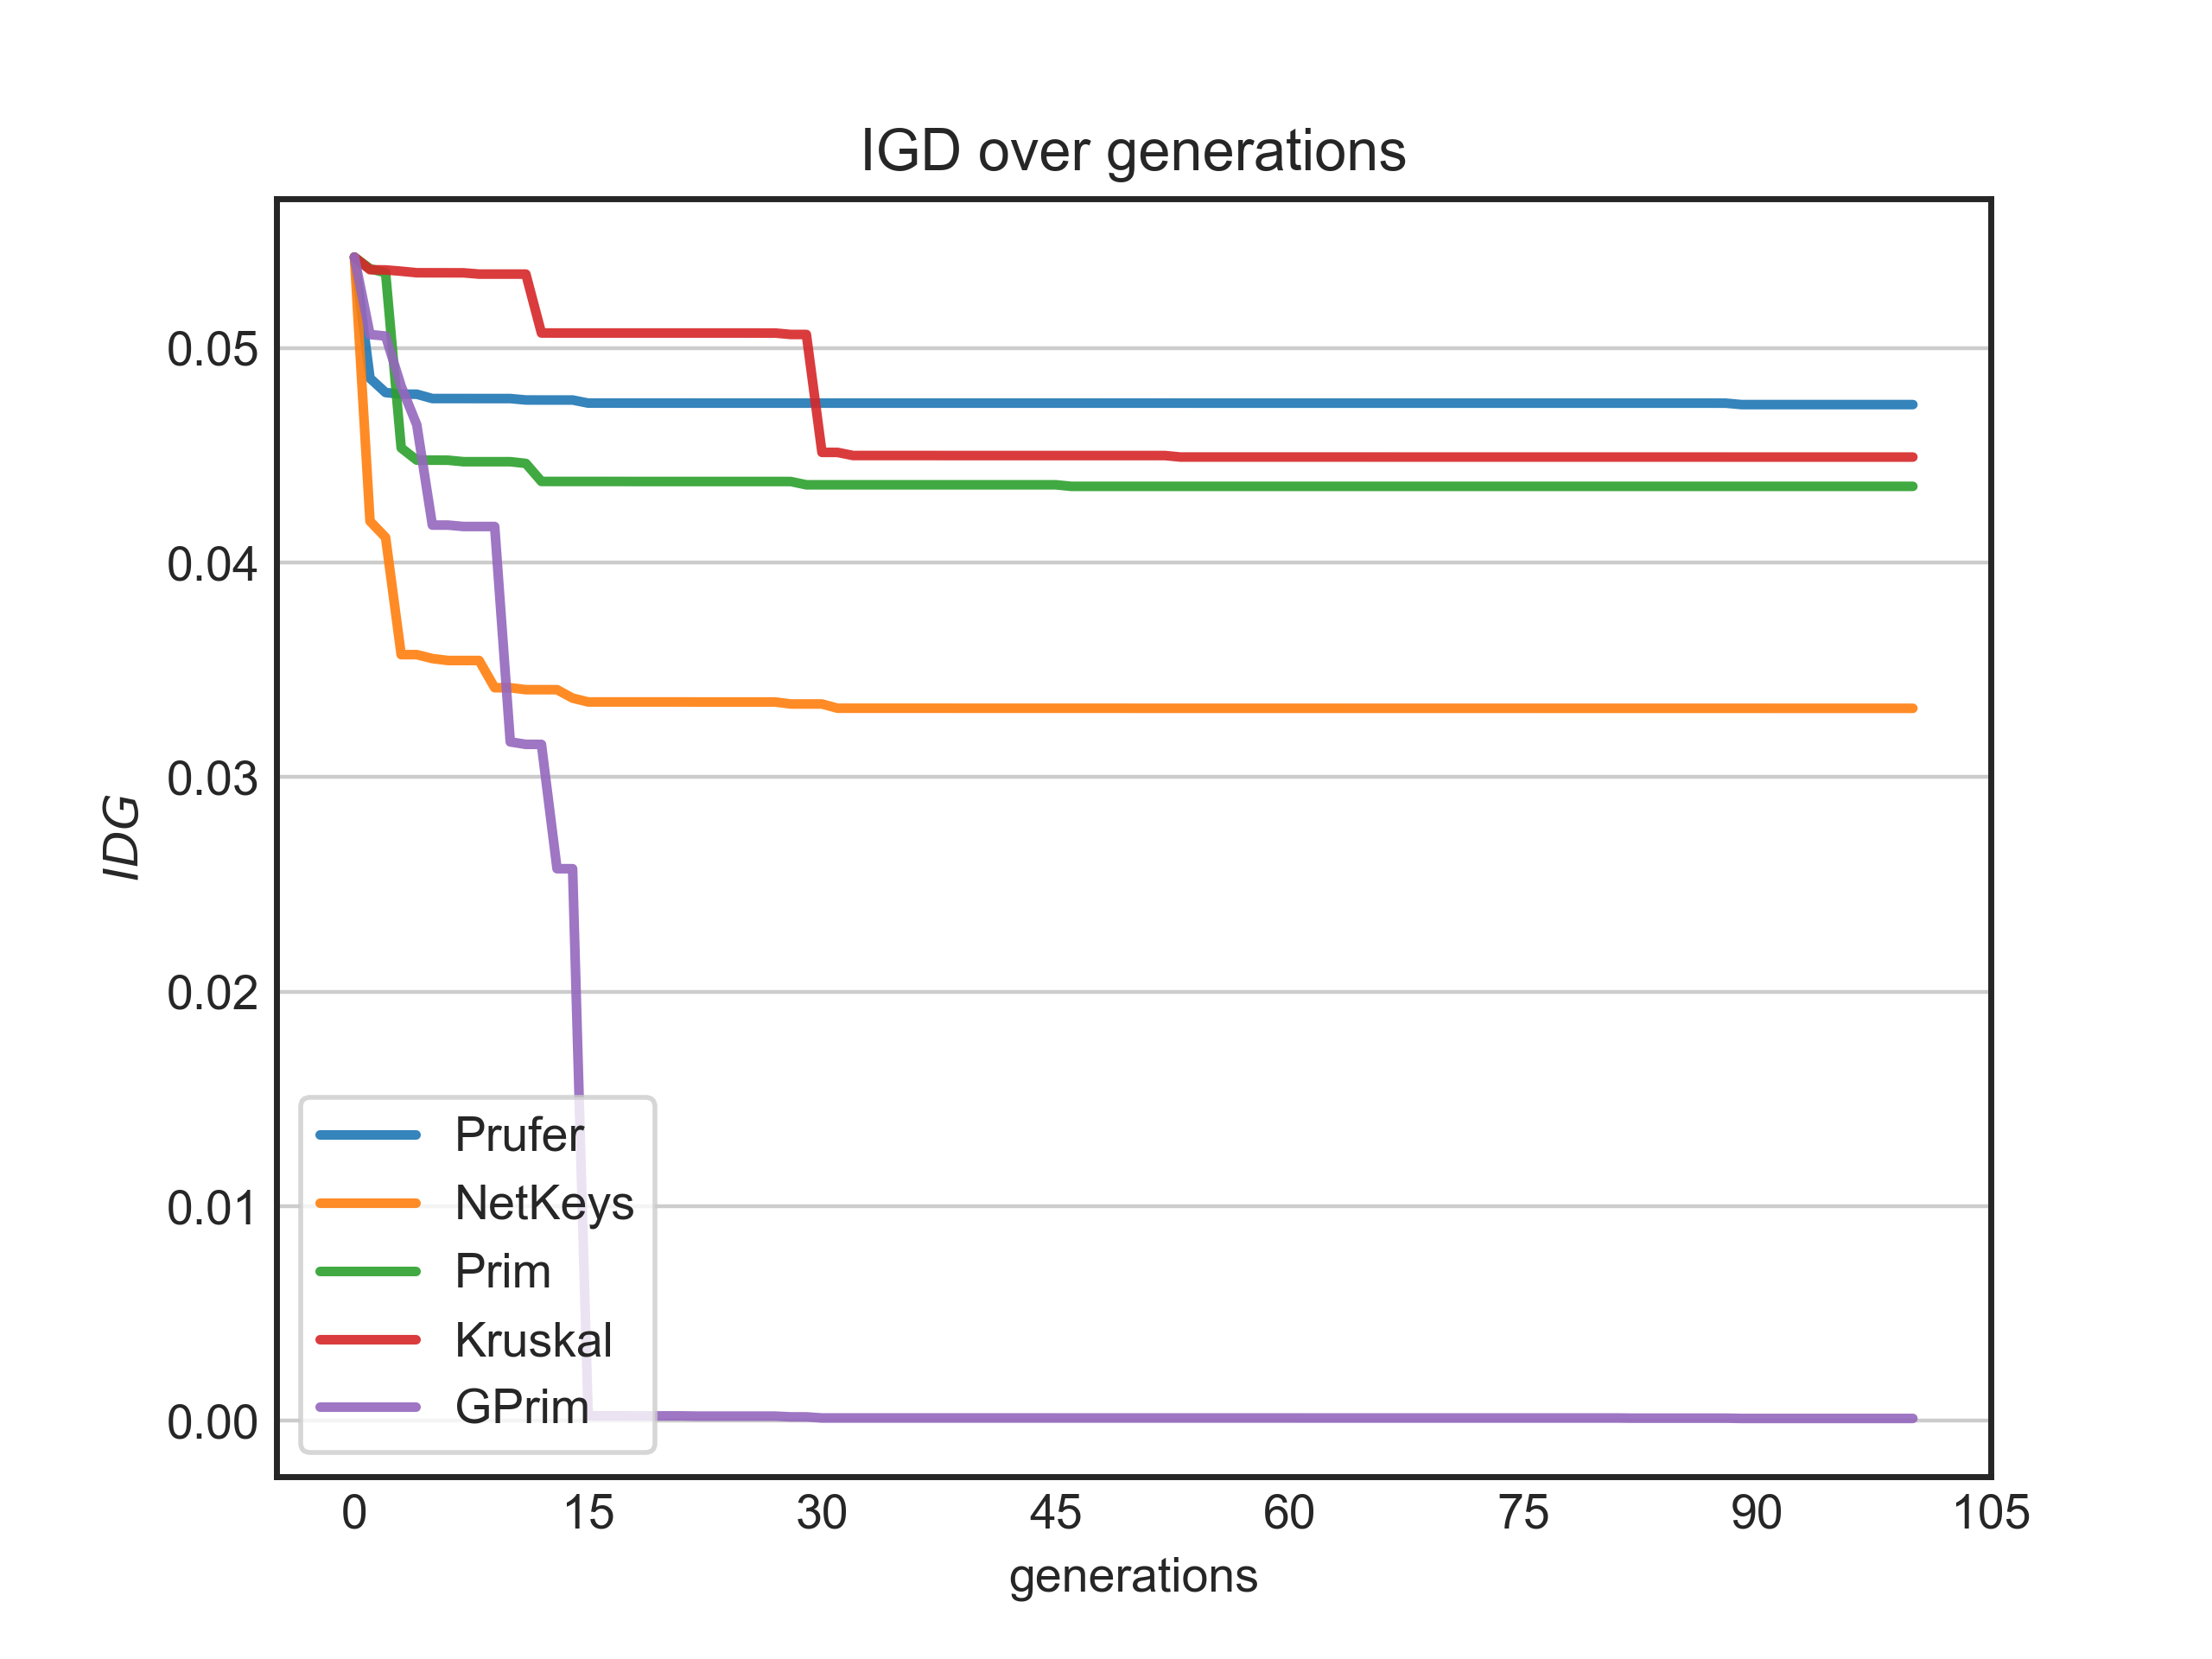 IGD over generations
IDG
0.05
0.04
0.03
0.02
0.01
0.00
Prufer
NetKeys
Prim
Kruskal
GPrim
0 15 30 45 60 75 90 105
generations